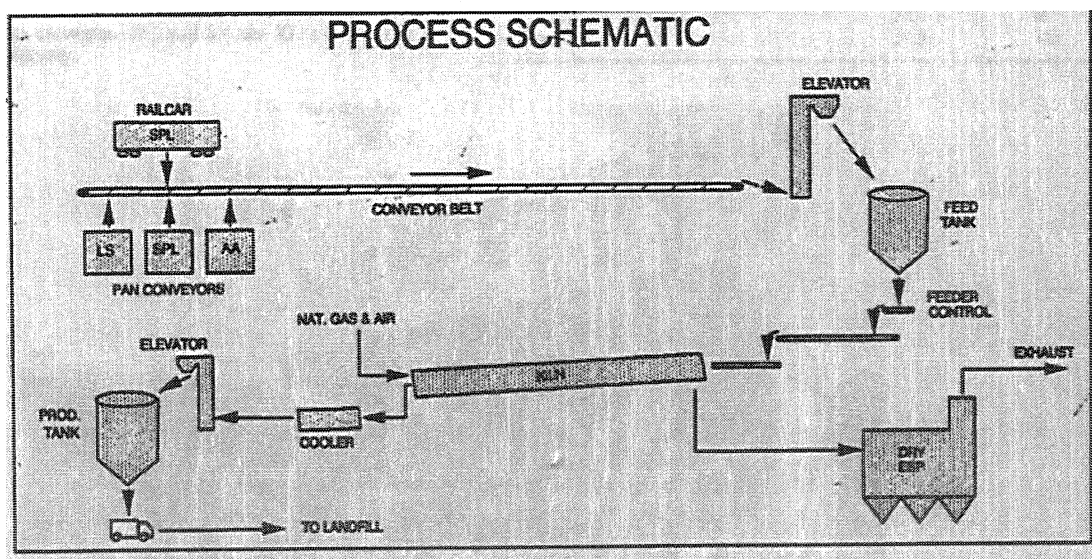 PROCESS SCHEMATIC
ELEVATOR
RAILCAR
SPL
CONVEYOR BELT
FEED
TANK
LS
SPL
AA
PAN CONVEYORS
NAT. GAS & AIR
FEEDER
CONTROL
ELEVATOR
EXHAUST
KILN
PROD.
TANK
COOLER
DRY
ESP
TO LANDFILL